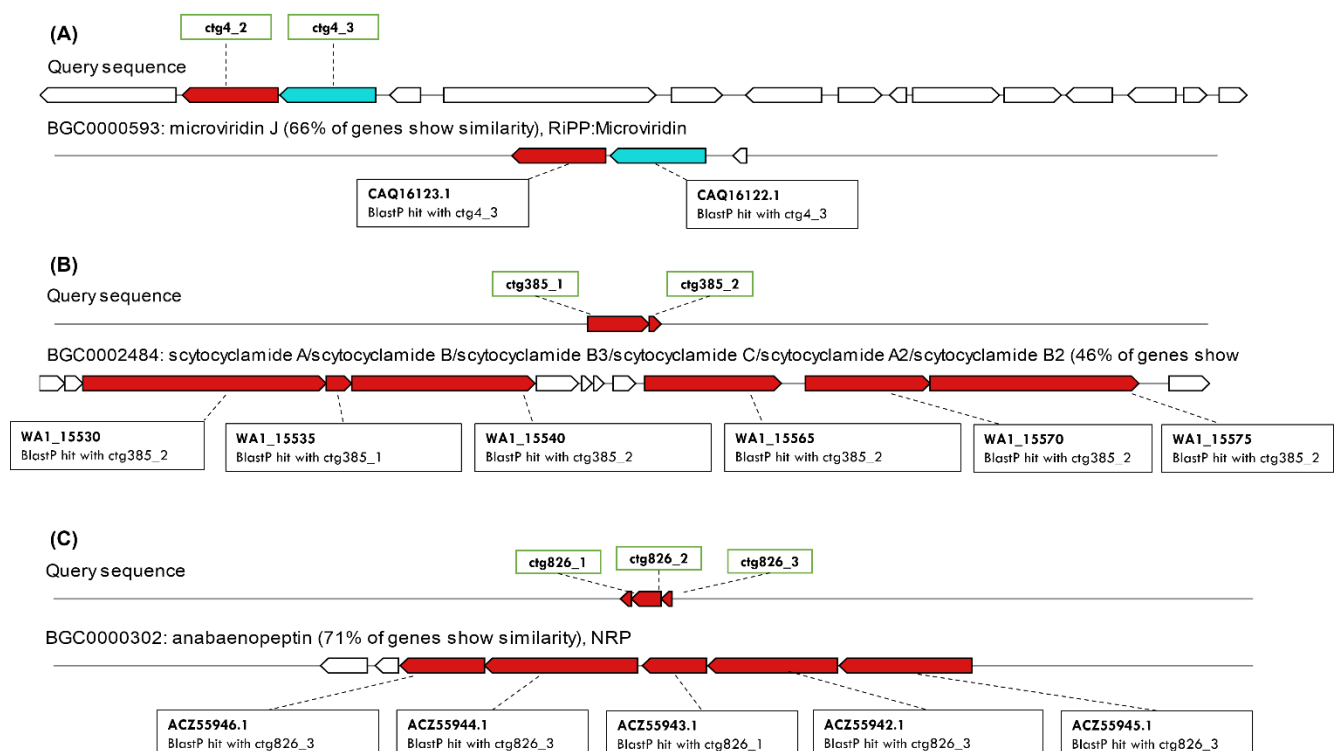 (A)
ctg4_2
ctg4_3
Query sequence
BGC0000593: microviridin J (66% of genes show similarity), RiPP:Microviridin
CAQ16123.1
BlastP hit with ctg4_3
CAQ16122.1
BlastP hit with ctg4_3
(B)
ctg385_1
ctg385_2
Query sequence
BGC0002484: scytocyclamide A/scytocyclamide B/scytocyclamide B3/scytocyclamide C/scytocyclamide A2/scytocyclamide B2 (46% of genes show
WA1_15530
BlastP hit with ctg385_2
WA1_15535
BlastP hit with ctg385_1
WA1_15540
BlastP hit with ctg385_2
WA1_15565
BlastP hit with ctg385_2
WA1_15570
BlastP hit with ctg385_2
WA1_15575
BlastP hit with ctg385_2
(C)
ctg826_1
ctg826_2
ctg826_3
Query sequence
BGC0000302: anabaenopeptin (71% of genes show similarity), NRP
ACZ55946.1
BlastP hit with ctg826_3
ACZ55944.1
BlastP hit with ctg826_3
ACZ55943.1
BlastP hit with ctg826_1
ACZ55942.1
BlastP hit with ctg826_3
ACZ55945.1
BlastP hit with ctg826_3